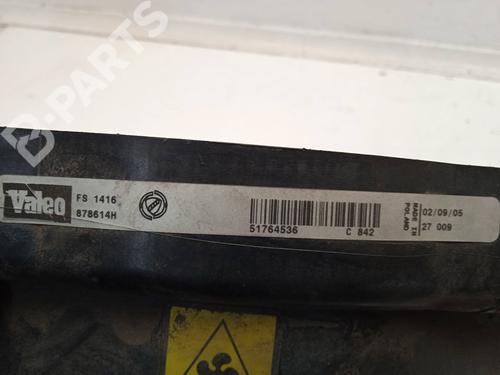 B PARTS
Valeo
FS 1416
878614H
51764536
C 842
MADE IN
POLAND
02/09/05
27 009